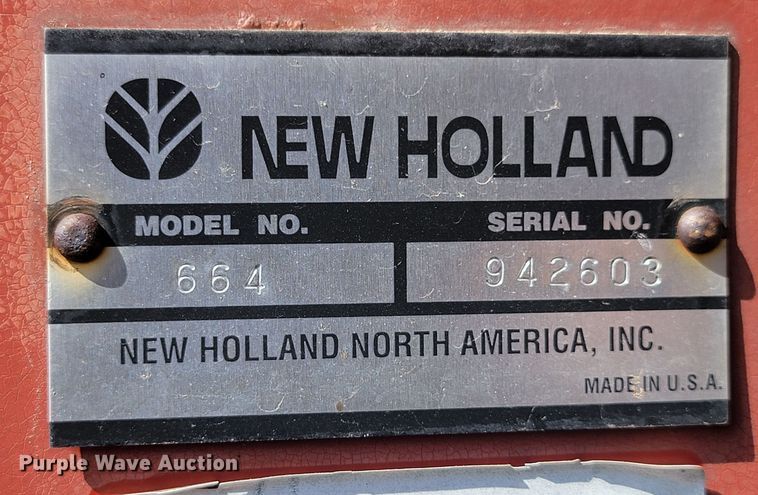 NEW HOLLAND
MODEL NO. SERIAL NO.
664 942603
NEW HOLLAND NORTH AMERICA, INC.
MADE IN U.S.A.
Purple Wave Auction